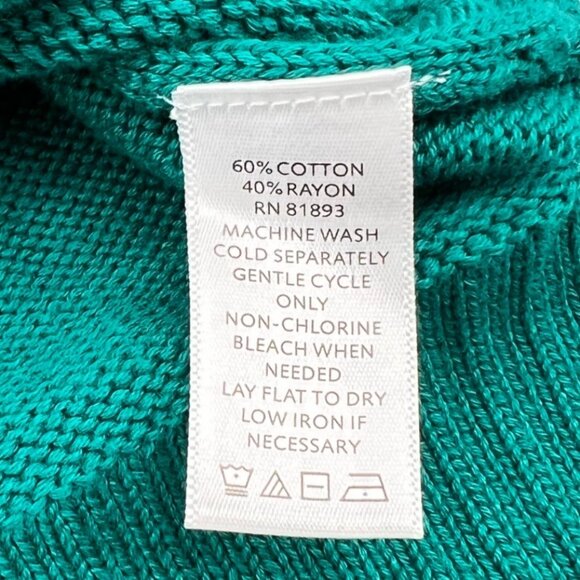 60% COTTON
40% RAYON
RN 81893
MACHINE WASH
COLD SEPARATELY
GENTLE CYCLE
ONLY
NON-CHLORINE
BLEACH WHEN
NEEDED
LAY FLAT TO DRY
LOW IRON IF
NECESSARY